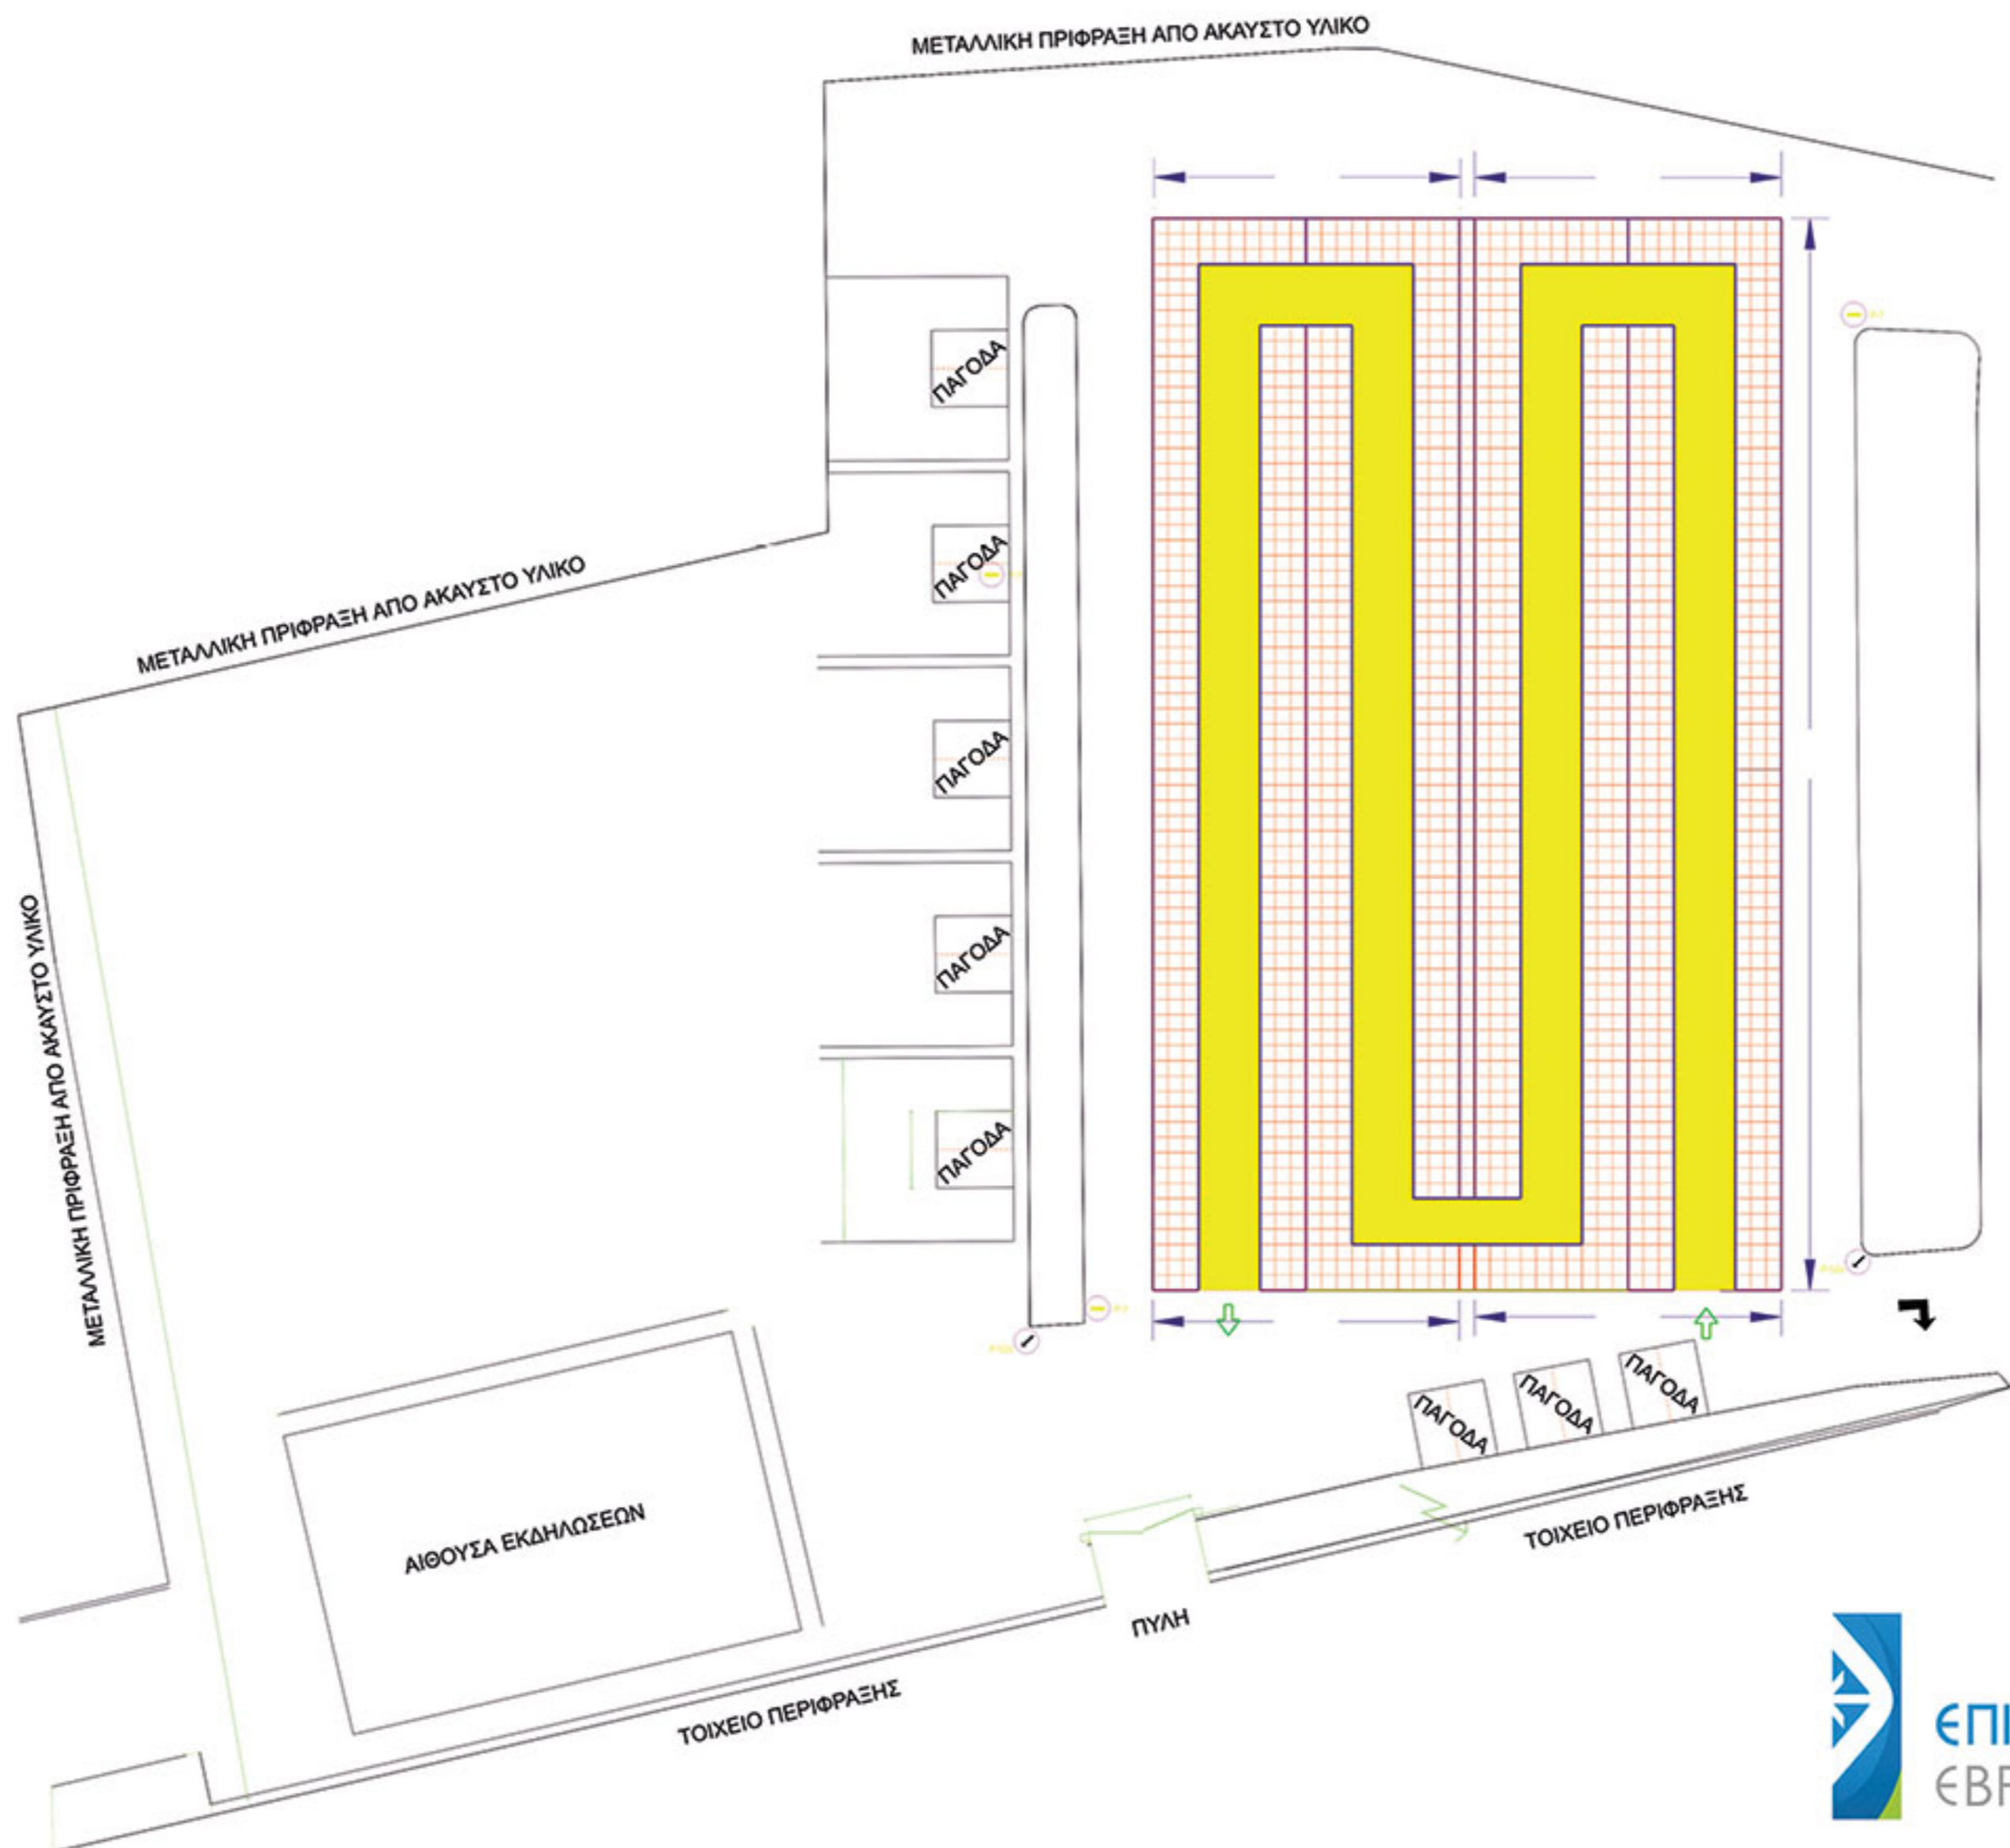 ΜΕΤΑΛΛΙΚΗ ΠΡΙΦΡΑΞΗ ΑΠΟ ΑΚΑΥΣΤΟ ΥΛΙΚΟ
ΠΑΓΟΔΑ
ΜΕΤΑΛΛΙΚΗ ΠΡΙΦΡΑΞΗ ΑΠΟ ΑΚΑΥΣΤΟ ΥΛΙΚΟ
ΠΑΓΟΔΑ
ΠΑΓΟΔΑ
ΜΕΤΑΛΛΙΚΗ ΠΡΙΦΡΑΞΗ ΑΠΟ ΑΚΑΥΣΤΟ ΥΛΙΚΟ
ΠΑΓΟΔΑ
ΠΑΓΟΔΑ
ΠΑΓΟΔΑ
ΠΑΓΟΔΑ
ΠΑΓΟΔΑ
ΑΙΘΟΥΣΑ ΕΚΔΗΛΩΣΕΩΝ
ΤΟΙΧΕΙΟ ΠΕΡΙΦΡΑΞΗΣ
ΠΥΛΗ
ΤΟΙΧΕΙΟ ΠΕΡΙΦΡΑΞΗΣ